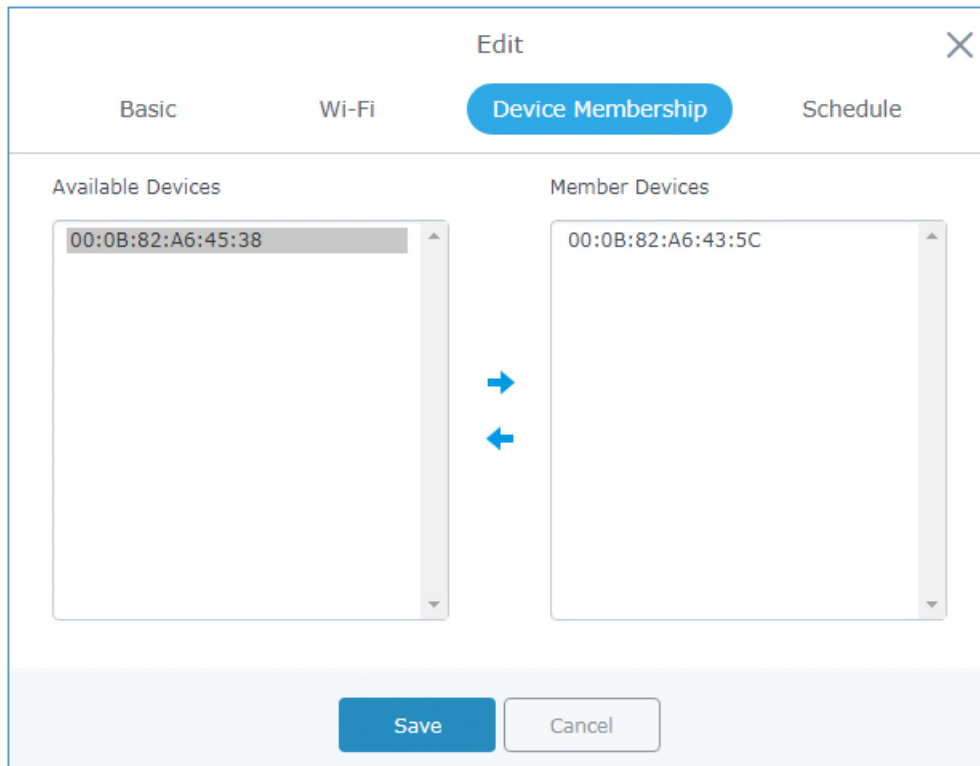 Edit
Basic Wi-Fi Device Membership Schedule
Available Devices Member Devices
00:0B:82:A6:45:38 00:0B:82:A6:43:5C
Save Cancel